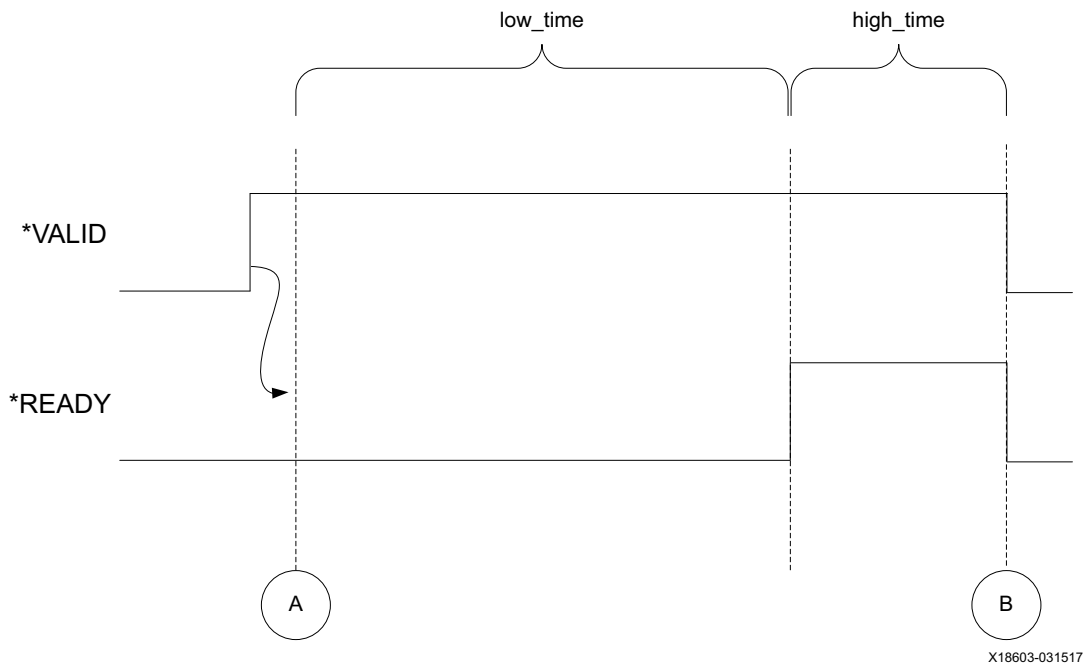 low_time
high_time
*VALID
*READY
A
B
X18603-031517